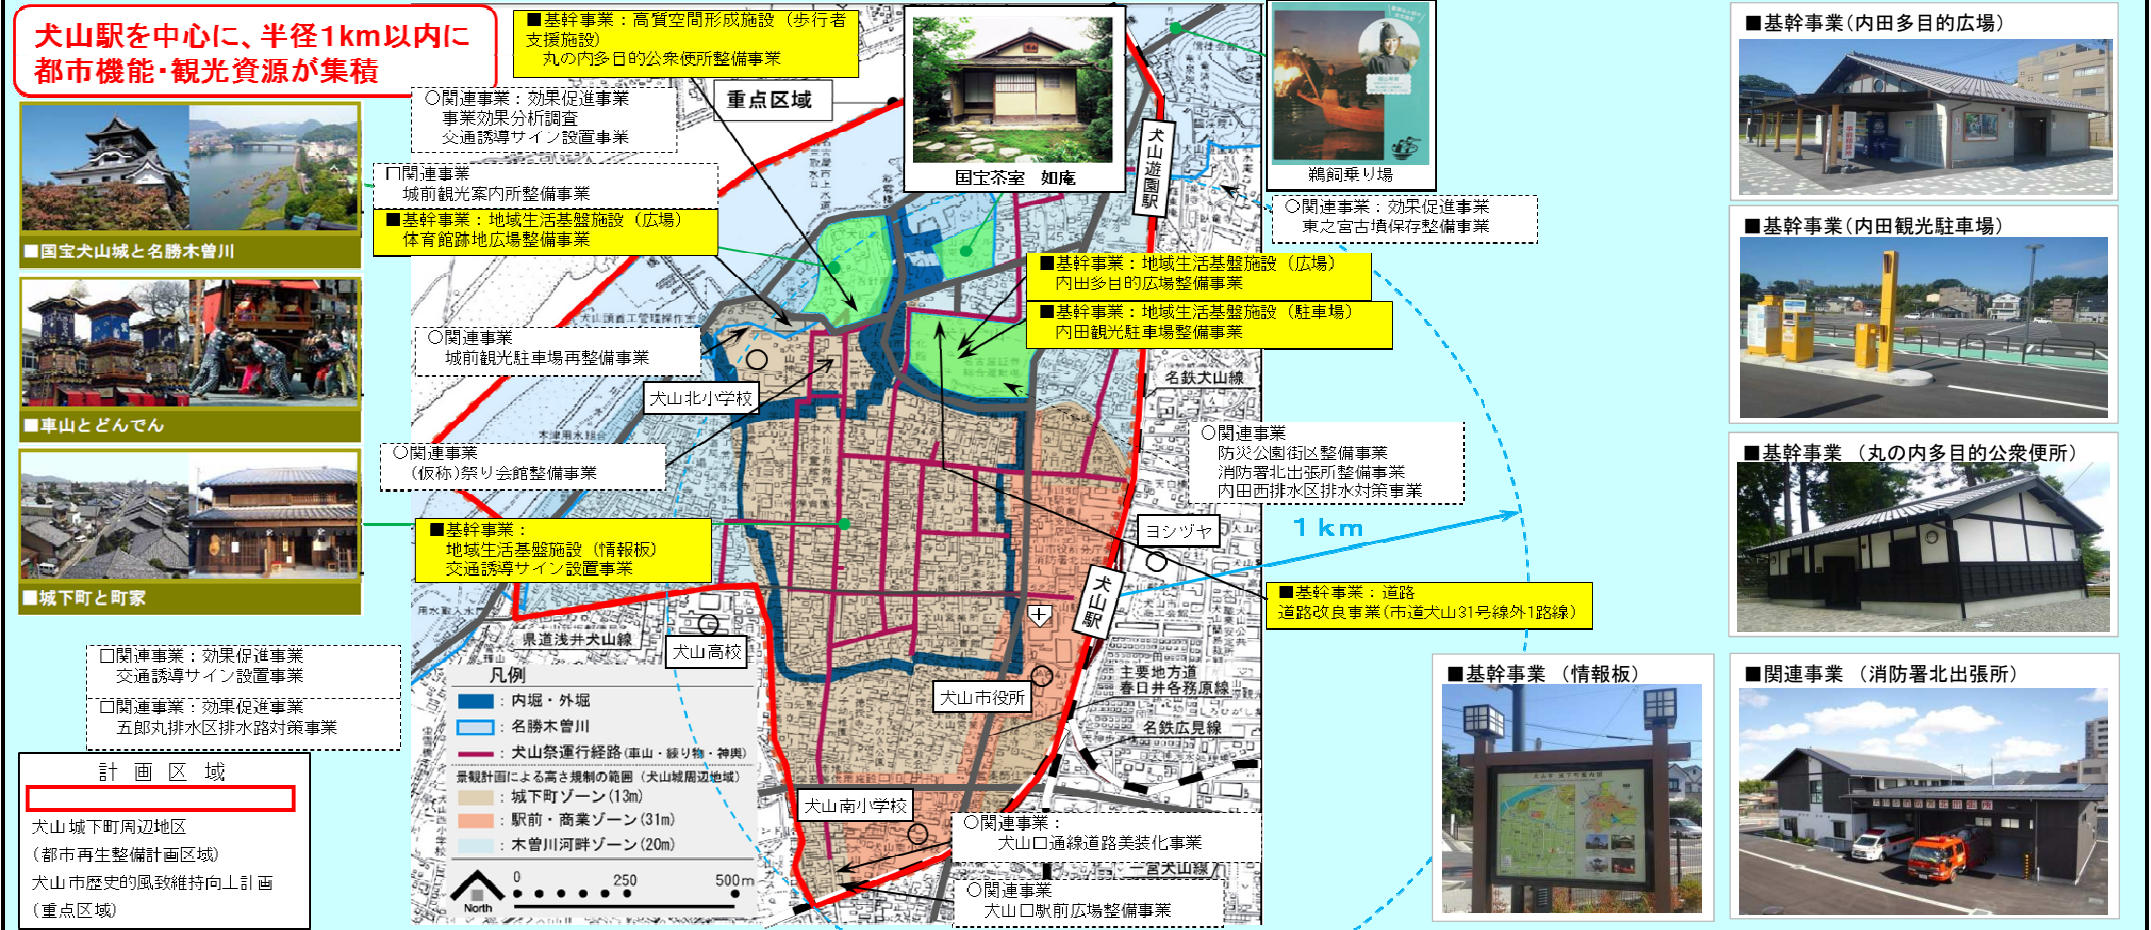 犬山駅を中心に、半径1km以内に
都市機能・観光資源が集積
■国宝犬山城と名勝木曽川
■車山とどんでん
■城下町と町家
□関連事業：効果促進事業
交通誘導サイン設置事業
□関連事業：効果促進事業
五郎丸排水区排水路対策事業
計画区域
犬山城下町周辺地区
（都市再生整備計画区域）
犬山市歴史的風致維持向上計画
（重点区域）
■基幹事業：高質空間形成施設（歩行者
支援施設）
丸の内多目的公衆便所整備事業
○関連事業：効果促進事業
事業効果分析調査
交通誘導サイン設置事業
重点区域
□関連事業
城前観光案内所整備事業
■基幹事業：地域生活基盤施設（広場）
体育館跡地広場整備事業
国宝茶室　如庵
犬山遊園駅
鵜飼乗り場
○関連事業：効果促進事業
東之宮古墳保存整備事業
■基幹事業：地域生活基盤施設（広場）
内田多目的広場整備事業
■基幹事業：地域生活基盤施設（駐車場）
内田観光駐車場整備事業
犬山頭首工管理操作室
○関連事業
城前観光駐車場再整備事業
犬山北小学校
名鉄犬山線
木津用水組合
○関連事業
（仮称）祭り会館整備事業
○関連事業
防災公園街区整備事業
消防署北出張所整備事業
内田西排水区排水対策事業
■基幹事業：
地域生活基盤施設（情報板）
交通誘導サイン設置事業
ヨシヅヤ
1km
犬山駅
■基幹事業：道路
道路改良事業（市道犬山31号線外1路線）
県道浅井犬山線
犬山高校
犬山市役所
主要地方道
春日井各務原線
名鉄広見線
凡例
：内堀・外堀
：名勝木曽川
：犬山祭運行経路（車山・練り物・神輿）
景観計画による高さ規制の範囲（犬山城周辺地域）
：城下町ゾーン（13m）
：駅前・商業ゾーン（31m）
：木曽川河畔ゾーン（20m）
North
0 250 500m
犬山南小学校
○関連事業：
犬山口通線道路美装化事業
一宮犬山線
○関連事業
犬山口駅前広場整備事業
■基幹事業（内田多目的広場）
■基幹事業（内田観光駐車場）
■基幹事業（丸の内多目的公衆便所）
■基幹事業（情報板）
■関連事業（消防署北出張所）